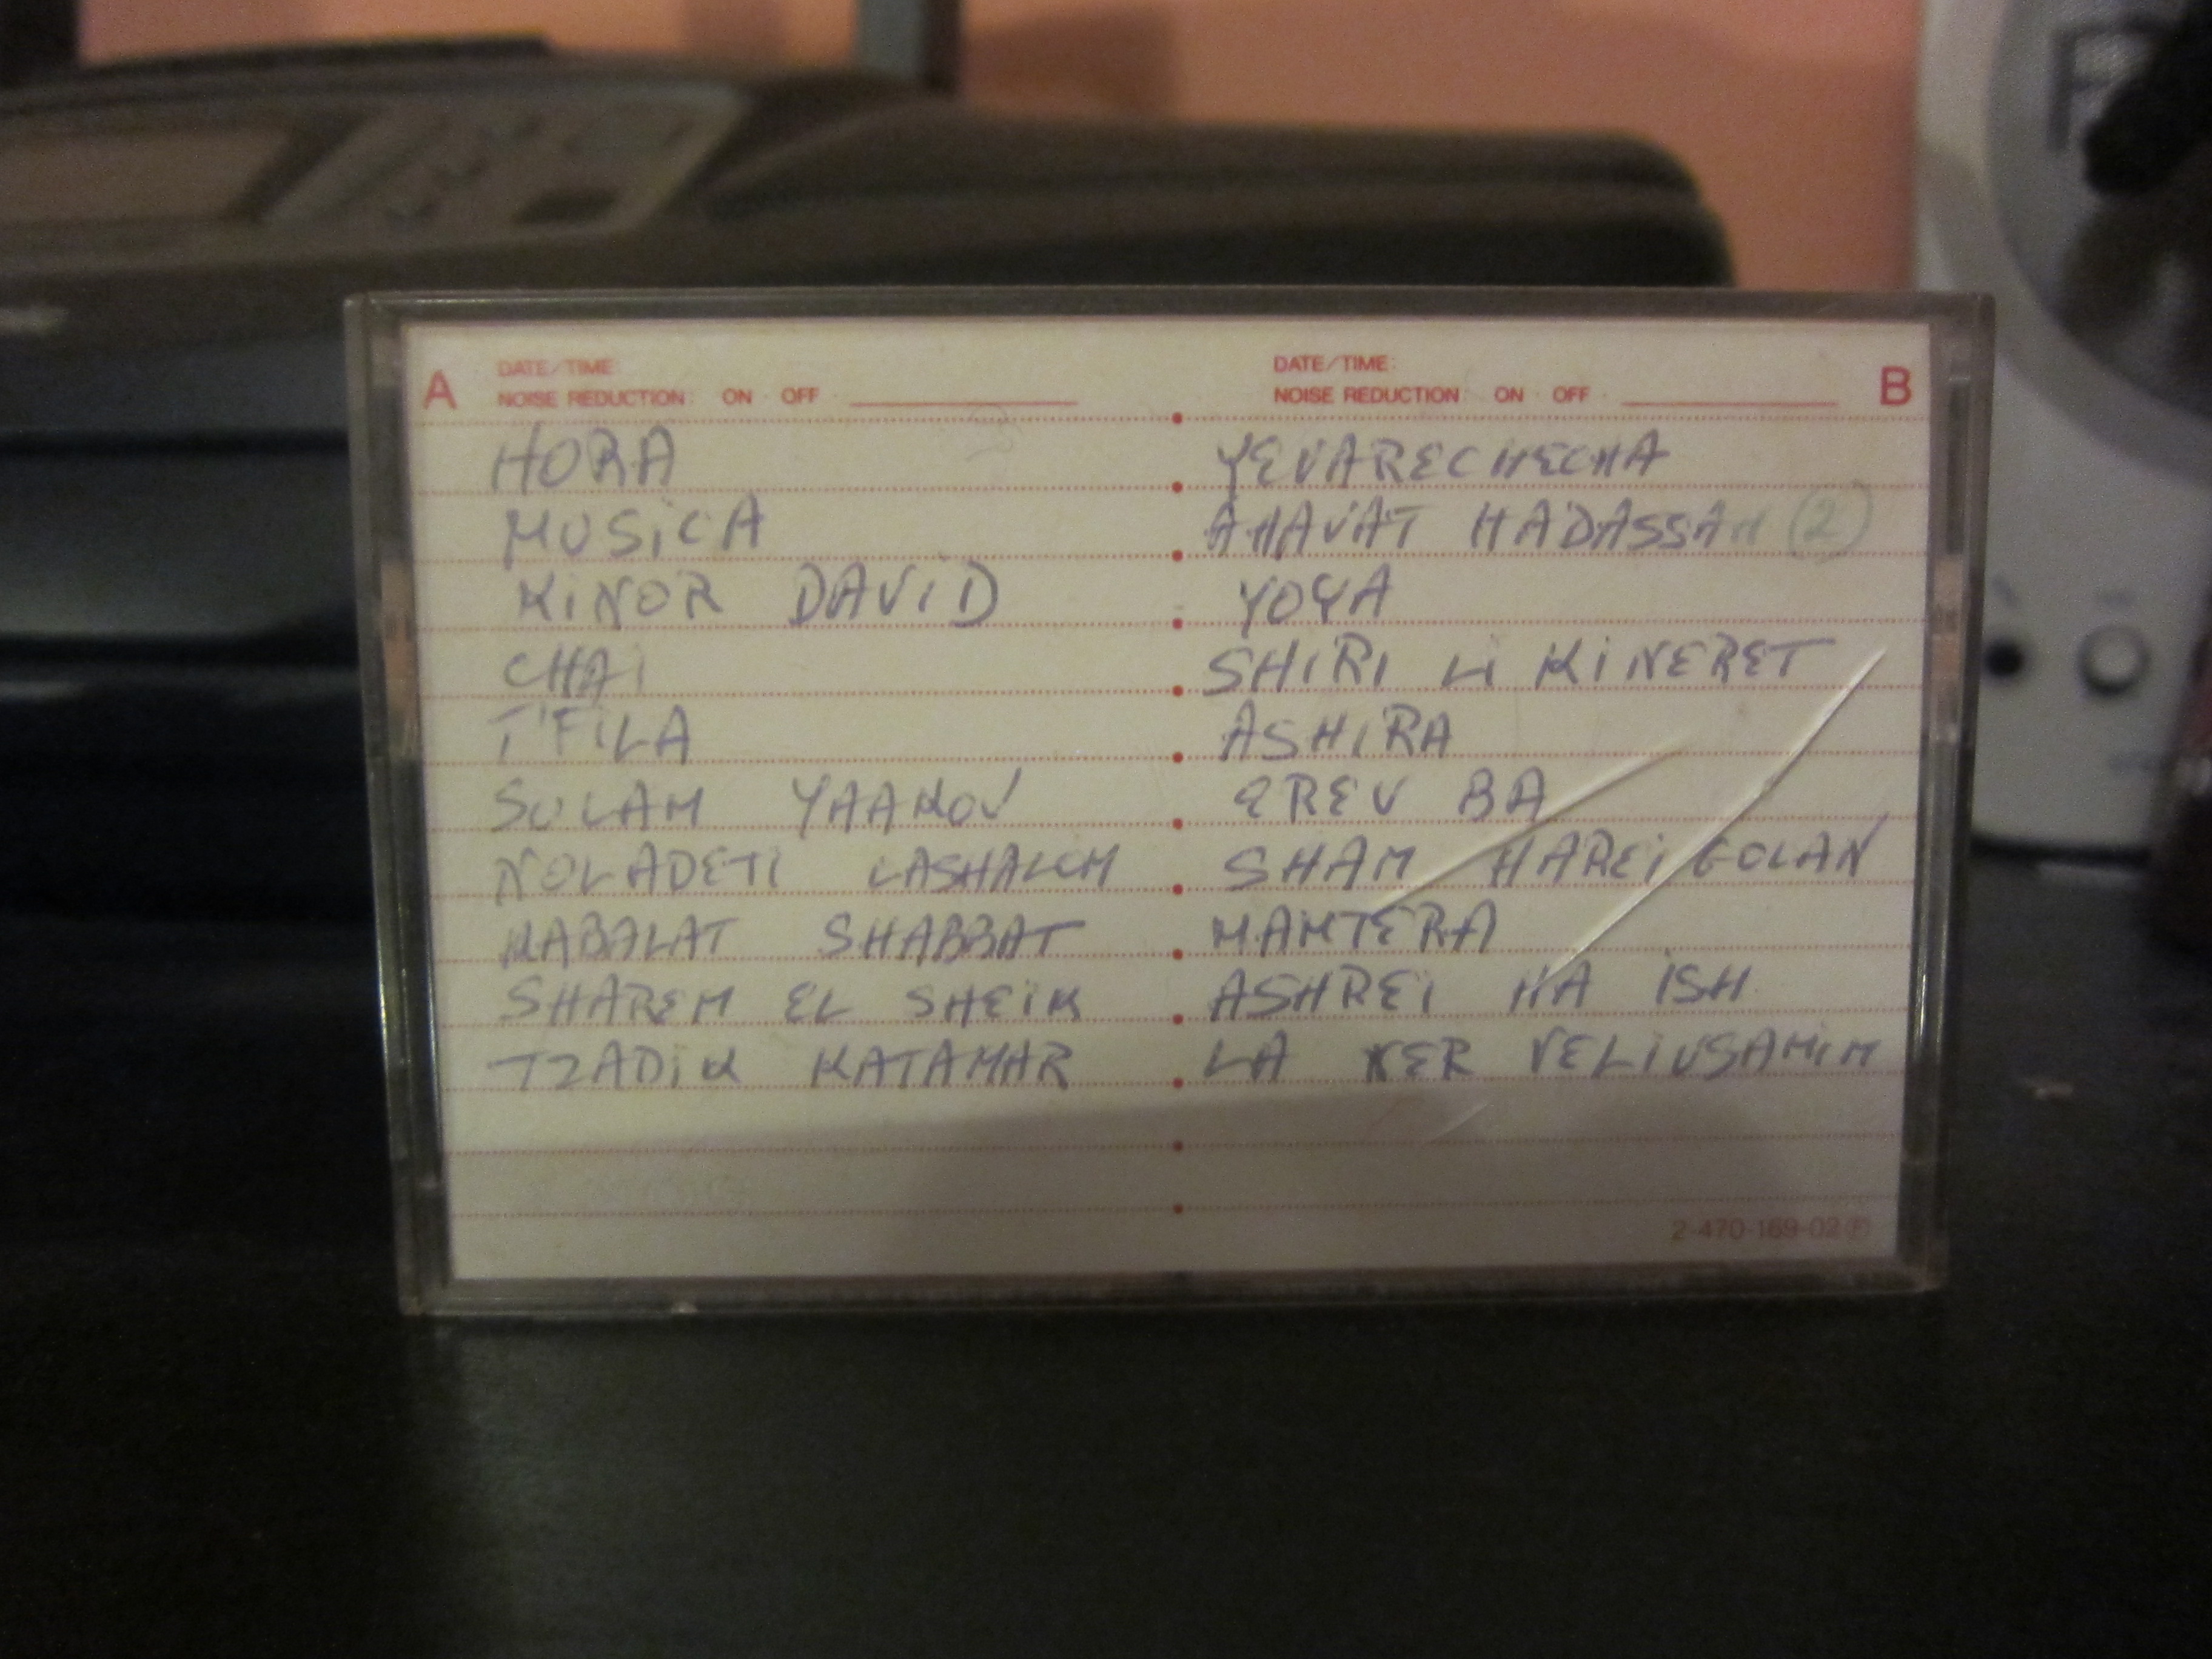 A
DATE/TIME:
NOISE REDUCTION: ON · OFF ·
HORA
MUSiCA
KiNOR DAViD
CHAi
T'FiLA
SULAM YAAKOV
NOLADETi LASHALOM
KABALAT SHABBAT
SHAREM EL SHEiK
TZADiK KATAMAR
DATE/TIME:
NOISE REDUCTION: ON · OFF ·
B
YEVARECHECHA
AHAVAT HADASSAH (2)
YOYA
SHiRi Li KiNERET
ASHiRA
EREV BA
SHAM HAREi GOLAN
MAMTERA
ASHREi HA iSH
LA NER VELiVSAMiM
2-470-169-02